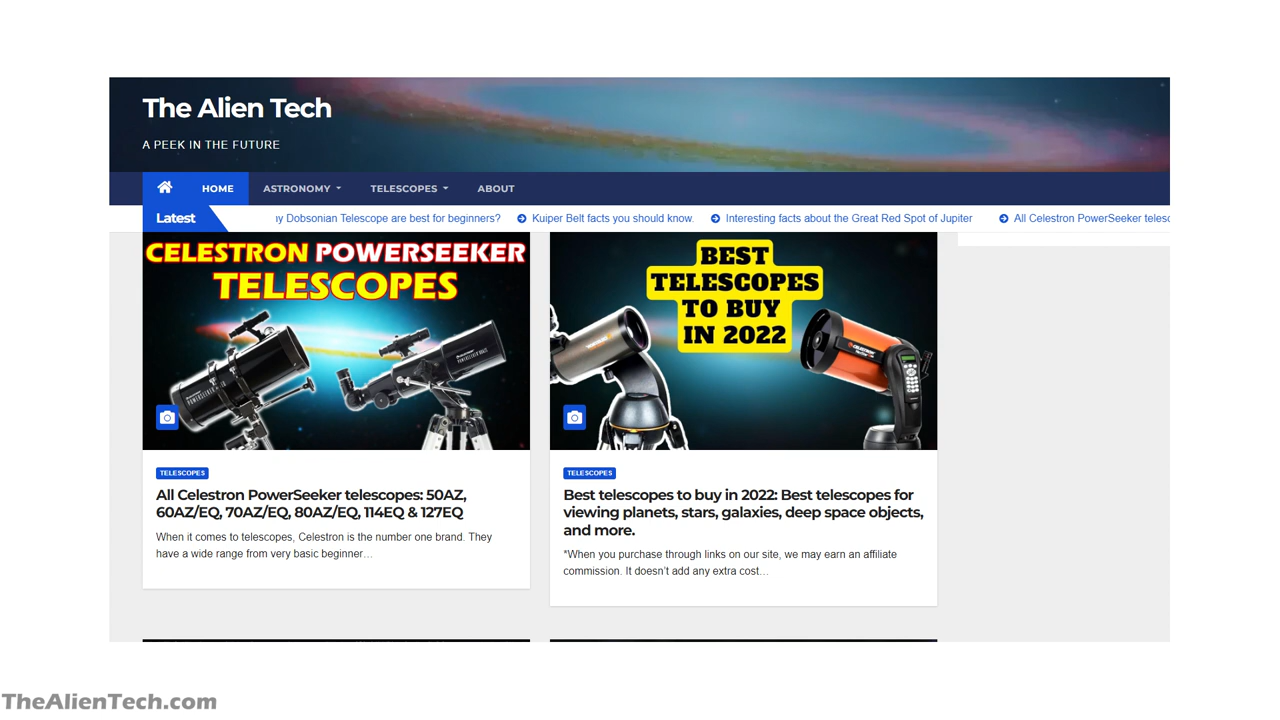 The Alien Tech
A PEEK IN THE FUTURE
HOME
ASTRONOMY
TELESCOPES
ABOUT
Latest
y Dobsonian Telescope are best for beginners?
Kuiper Belt facts you should know.
Interesting facts about the Great Red Spot of Jupiter
All Celestron PowerSeeker telesc
CELESTRON POWERSEEKER
TELESCOPES
BEST
TELESCOPES
TO BUY
IN 2022
TELESCOPES
All Celestron PowerSeeker telescopes: 50AZ,
60AZ/EQ, 70AZ/EQ, 80AZ/EQ, 114EQ & 127EQ
When it comes to telescopes, Celestron is the number one brand. They
have a wide range from very basic beginner…
TELESCOPES
Best telescopes to buy in 2022: Best telescopes for
viewing planets, stars, galaxies, deep space objects,
and more.
*When you purchase through links on our site, we may earn an affiliate
commission. It doesn't add any extra cost…
TheAlienTech.com